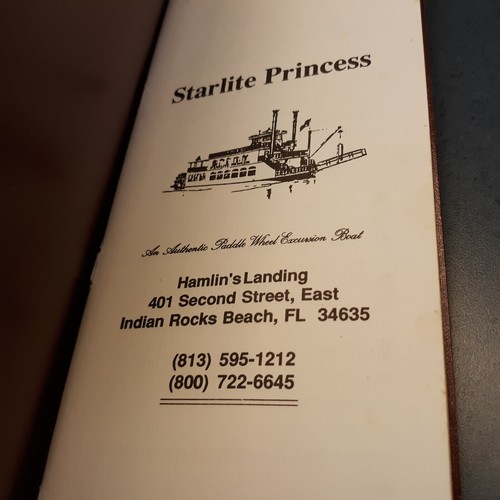 Starlite Princess
An Authentic Paddle Wheel Excursion Boat
Hamlin's Landing
401 Second Street, East
Indian Rocks Beach, FL 34635
(813) 595-1212
(800) 722-6645